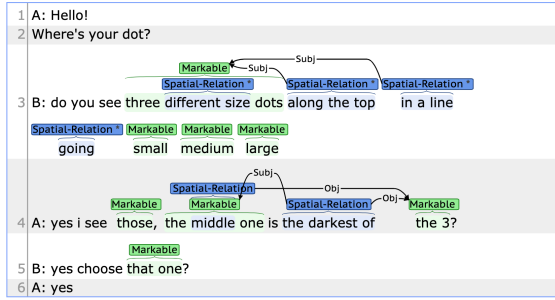 1 A: Hello!
2 Where's your dot?
Subj
Markable Subj
Spatial-Relation * Spatial-Relation * Spatial-Relation *
3 B: do you see three different size dots along the top in a line
Spatial-Relation * Markable Markable Markable
going small medium large
Subj
Spatial-Relation Obj
Markable Markable Spatial-Relation Obj Markable
4 A: yes i see those, the middle one is the darkest of the 3?
Markable
5 B: yes choose that one?
6 A: yes